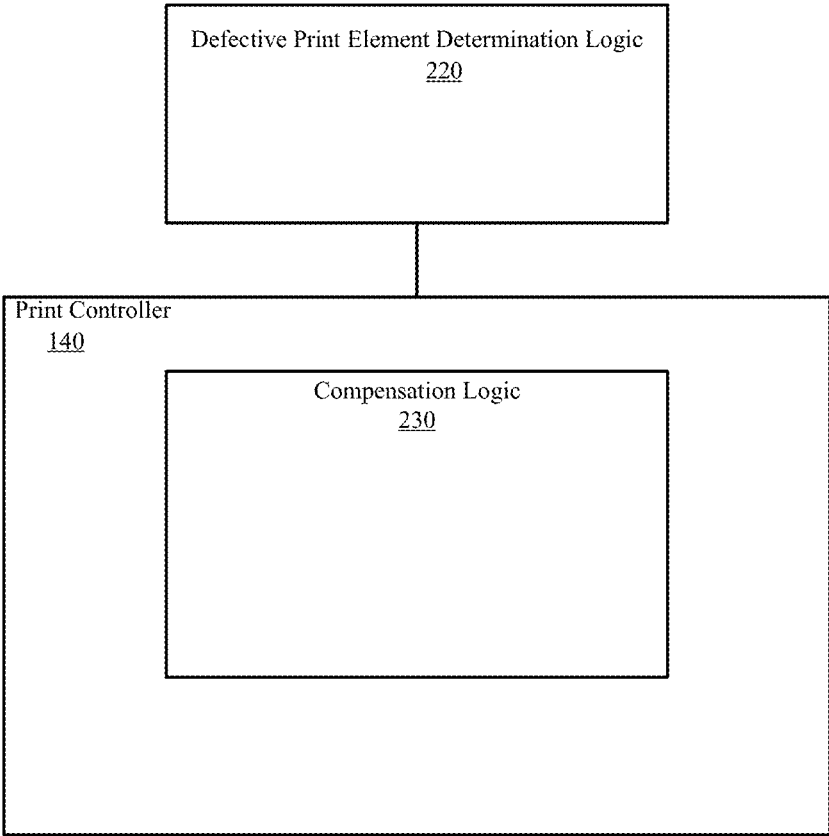 Defective Print Element Determination Logic
220
Print Controller
140
Compensation Logic
230